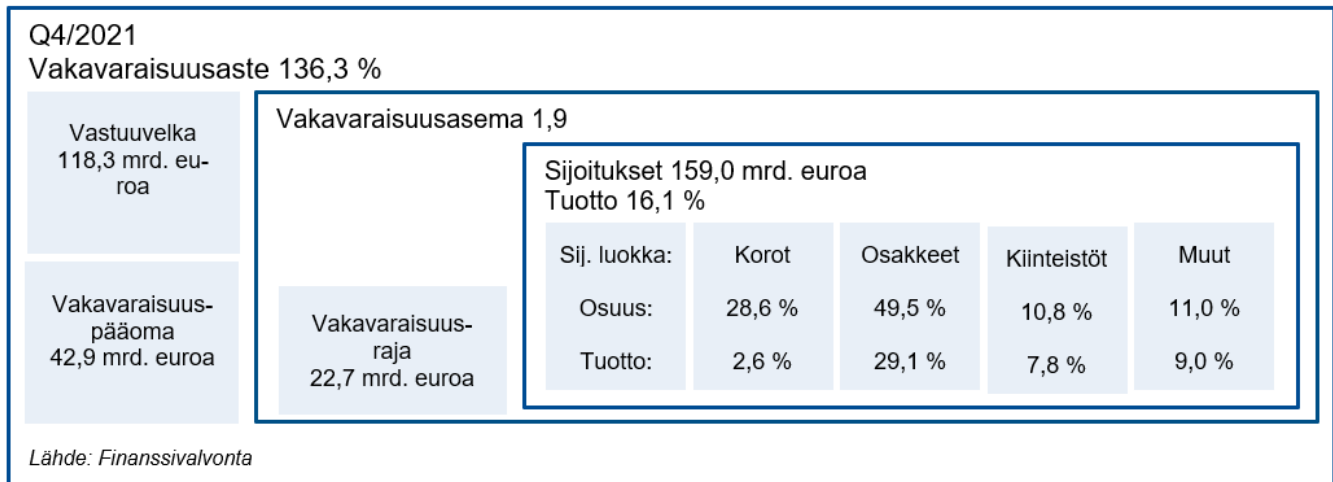 Q4/2021
Vakavaraisuusaste 136,3 %
Vastuuvelka
118,3 mrd. eu-
roa
Vakavaraisuus-
pääoma
42,9 mrd. euroa
Vakavaraisuusasema 1,9
Vakavaraisuus-
raja
22,7 mrd. euroa
Sijoitukset 159,0 mrd. euroa
Tuotto 16,1 %
Sij. luokka: Korot Osakkeet Kiinteistöt Muut
Osuus: 28,6 % 49,5 % 10,8 % 11,0 %
Tuotto: 2,6 % 29,1 % 7,8 % 9,0 %
Lähde: Finanssivalvonta